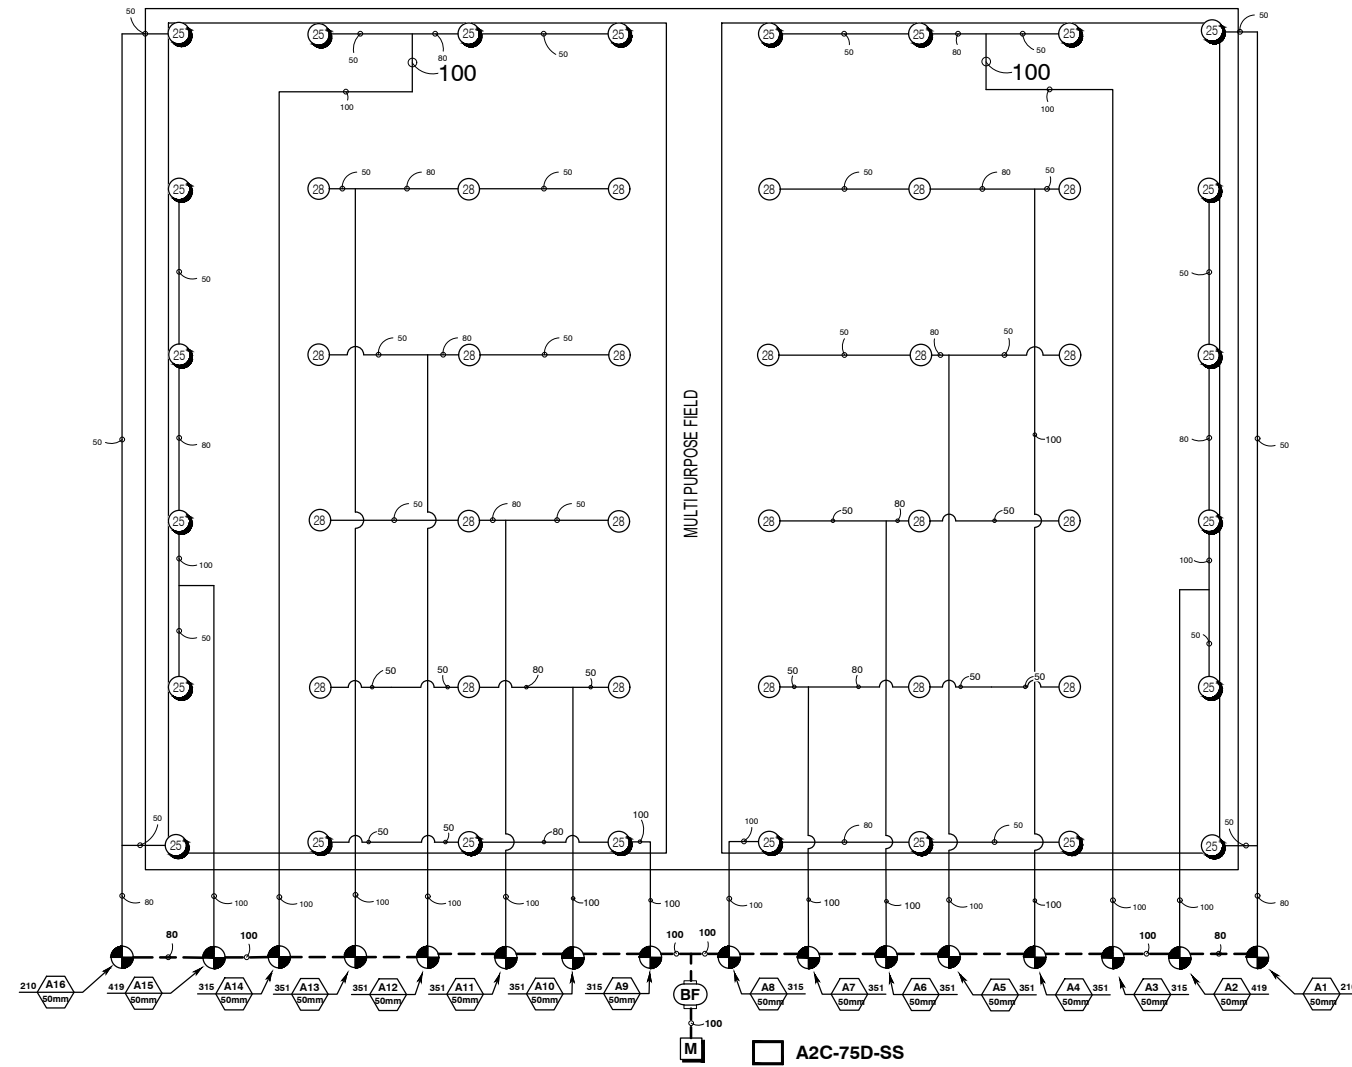 50 25 25 50 80 25 50 25 25 50 25 80 50 25 25 50
50 80 50 50 80 50
100 100
100 100
25 28 50 80 28 50 28 28 50 28 80 50 28 25
50 50
25 28 50 80 28 50 28 28 50 80 28 50 28 25
MULTI PURPOSE FIELD
50 80 100 80 50
25 28 50 28 80 50 28 28 50 80 28 50 28 25
100 100
50 50
25 28 50 50 28 80 50 28 28 50 80 28 50 50 28 25
50 25 25 50 50 25 80 25 100 100 25 80 25 50 25 25 50
80 100 100 100 100 100 100 100 100 100 100 100 100 100 100 80
80 100 100 100 100 80
210 A16 50mm
419 A15 50mm
315 A14 50mm
351 A13 50mm
351 A12 50mm
351 A11 50mm
351 A10 50mm
315 A9 50mm
BF
A8 315 50mm
A7 351 50mm
A6 351 50mm
A5 351 50mm
A4 351 50mm
A3 315 50mm
A2 419 50mm
A1 50mm
100
M
A2C-75D-SS